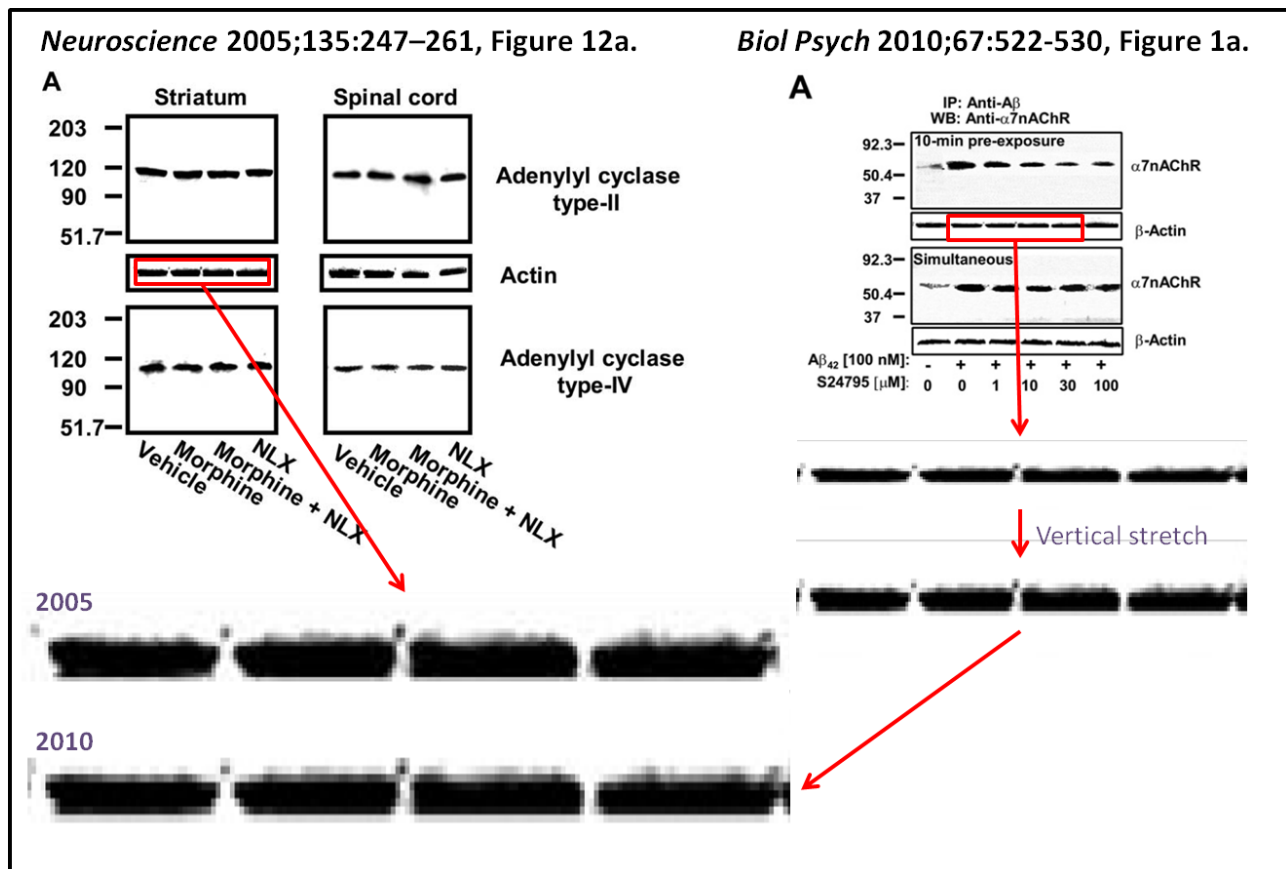 Neuroscience 2005;135:247–261, Figure 12a.
Biol Psych 2010;67:522-530, Figure 1a.
A
Striatum
Spinal cord
203
120
90
51.7
Adenylyl cyclase
type-II
Actin
203
120
90
51.7
Adenylyl cyclase
type-IV
Vehicle
Morphine
Morphine + NLX
NLX
Vehicle
Morphine
Morphine + NLX
NLX
A
IP: Anti-Aβ
WB: Anti-α7nAChR
92.3
50.4
37
10-min pre-exposure
α7nAChR
β-Actin
92.3
50.4
37
Simultaneous
α7nAChR
β-Actin
Aβ42 [100 nM]: - + + + + +
S24795 [μM]: 0 0 1 10 30 100
Vertical stretch
2005
2010